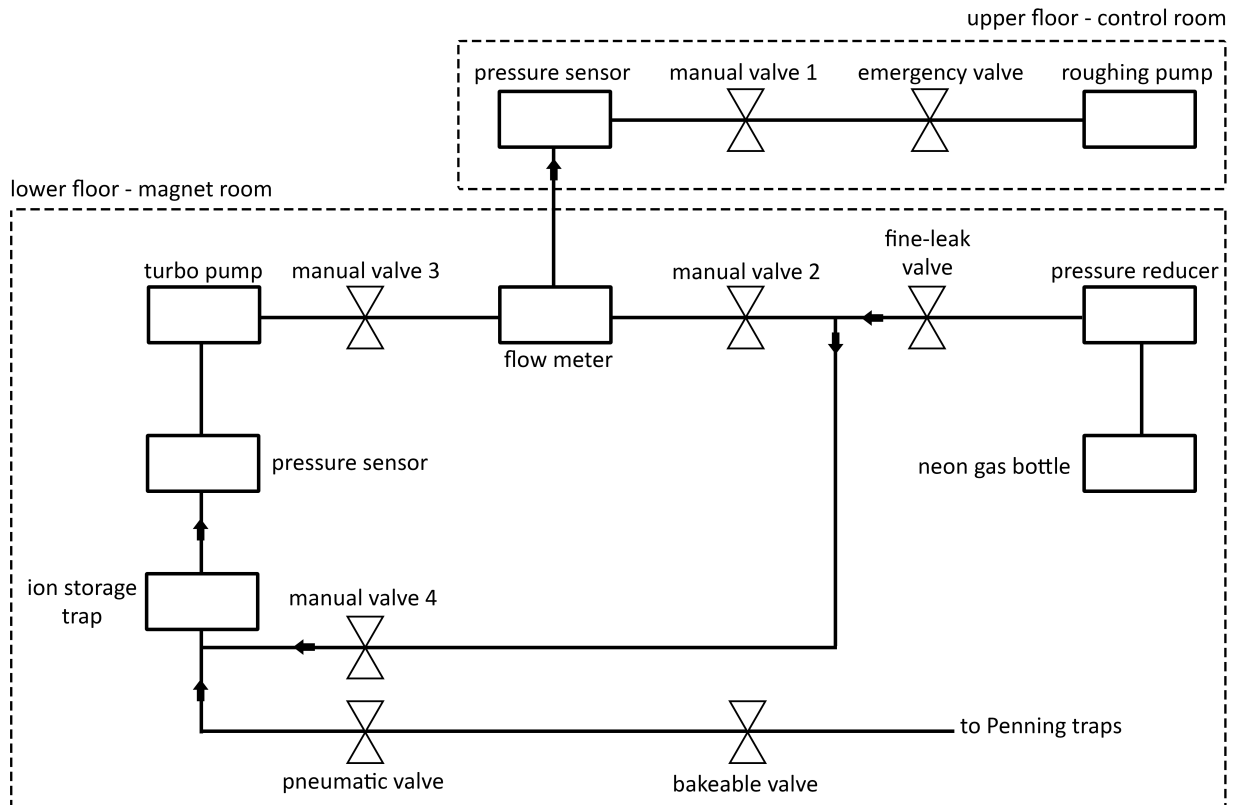 upper floor - control room
pressure sensor
manual valve 1
emergency valve
roughing pump
lower floor - magnet room
turbo pump
manual valve 3
manual valve 2
fine-leak
valve
pressure reducer
flow meter
pressure sensor
neon gas bottle
ion storage
trap
manual valve 4
to Penning traps
pneumatic valve
bakeable valve